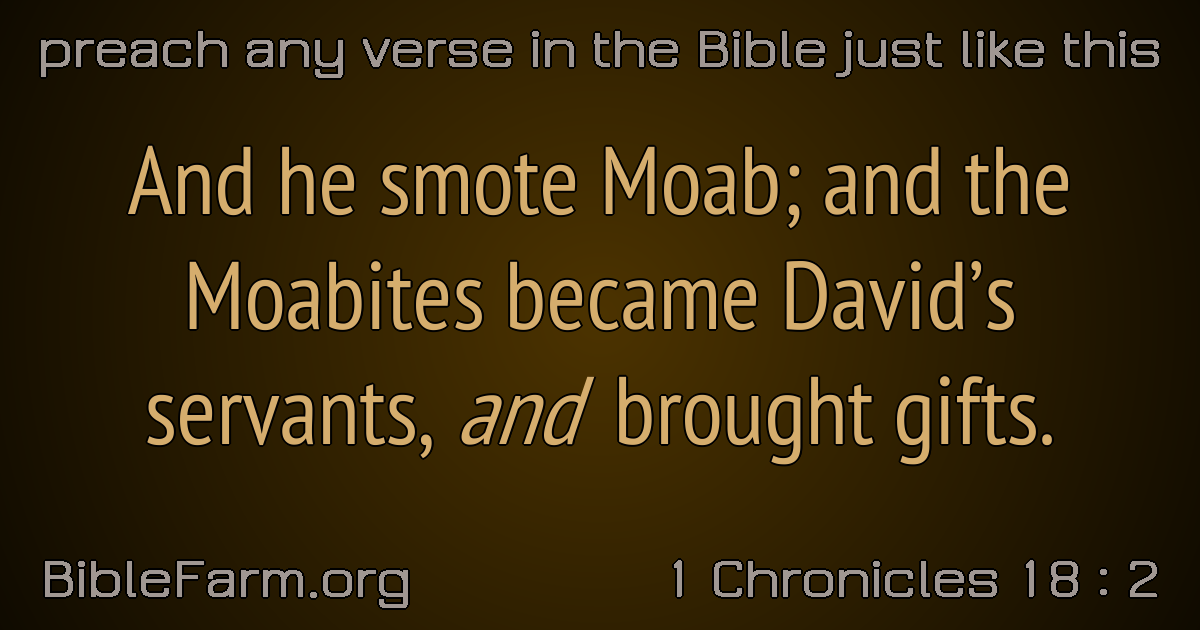 preach any verse in the Bible just like this
And he smote Moab; and the
Moabites became David’s
servants, and brought gifts.
BibleFarm.org
1 Chronicles 18 : 2